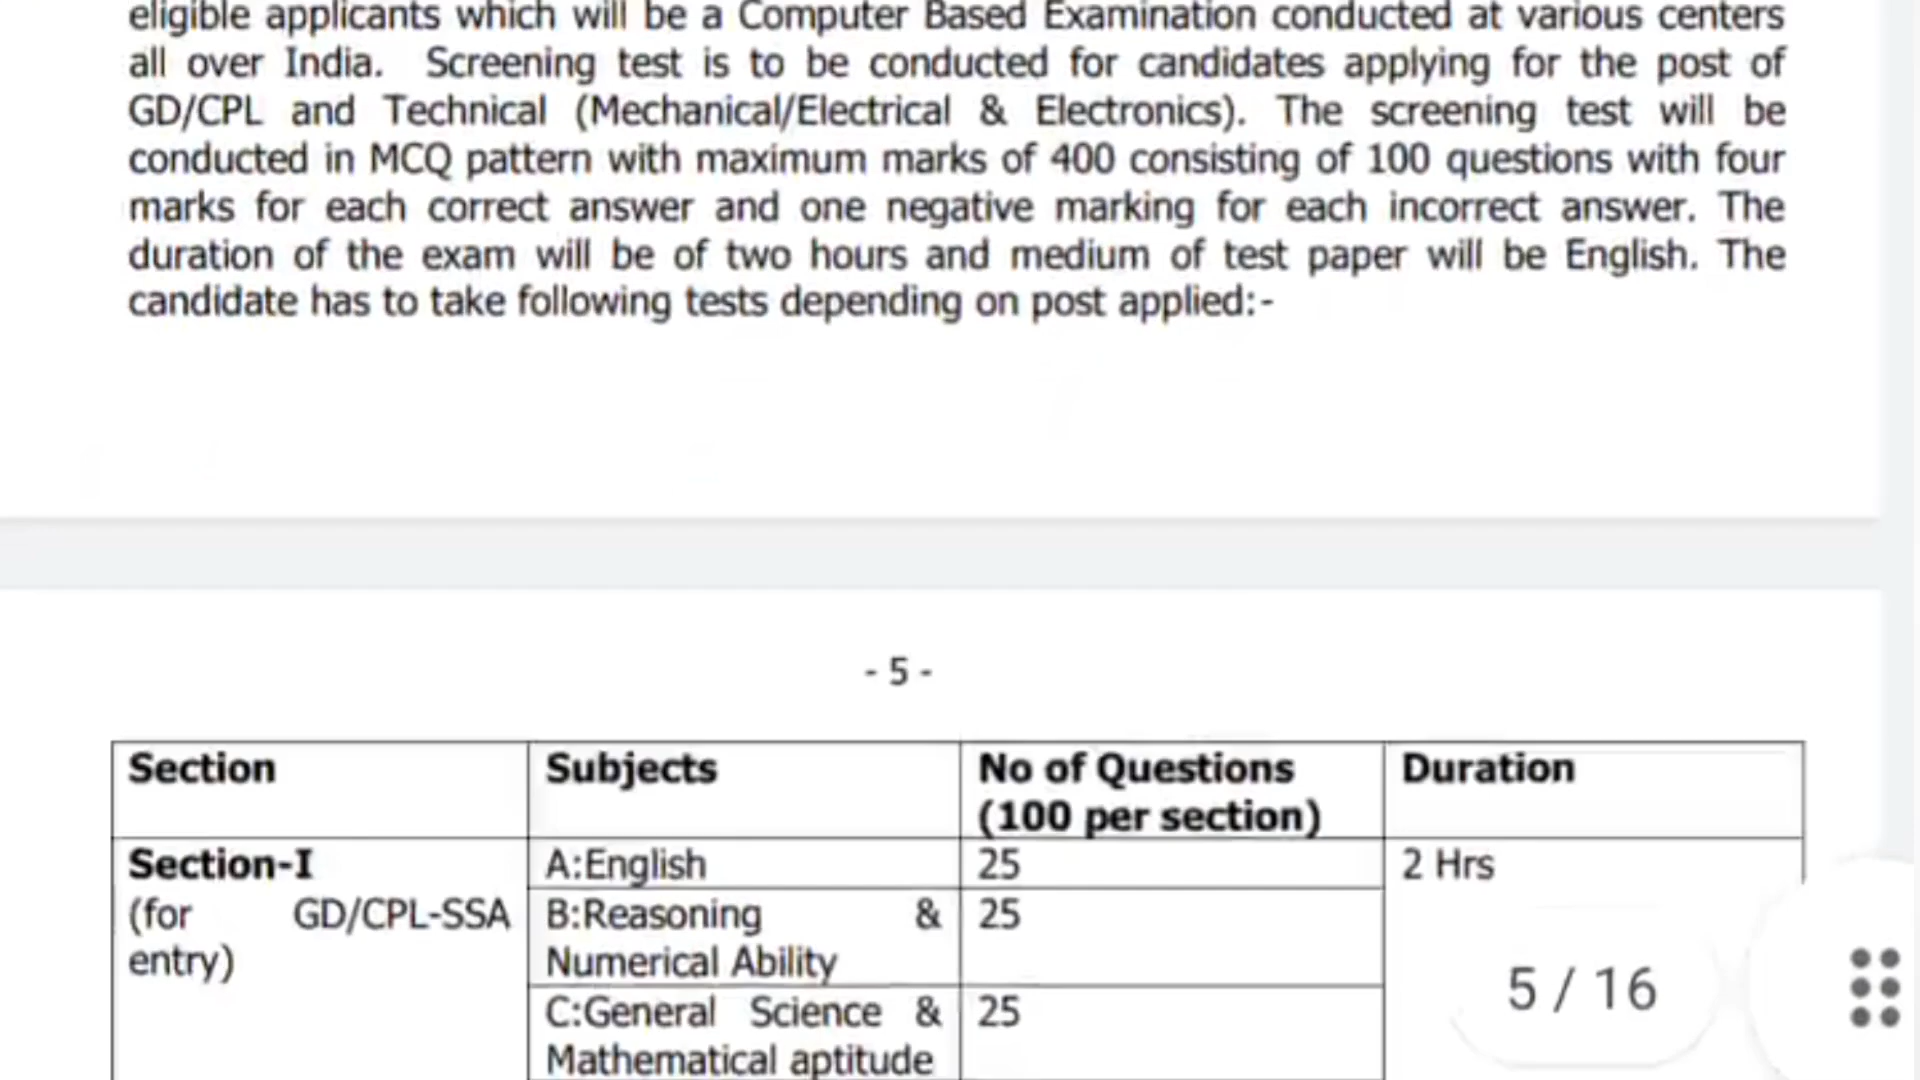 eligible applicants which will be a Computer Based Examination conducted at various centers
all over India. Screening test is to be conducted for candidates applying for the post of
GD/CPL and Technical (Mechanical/Electrical & Electronics). The screening test will be
conducted in MCQ pattern with maximum marks of 400 consisting of 100 questions with four
marks for each correct answer and one negative marking for each incorrect answer. The
duration of the exam will be of two hours and medium of test paper will be English. The
candidate has to take following tests depending on post applied:-
- 5 -
Section Subjects No of Questions Duration
(100 per section)
Section-I A:English 25 2 Hrs
(for GD/CPL-SSA B:Reasoning & 25
entry) Numerical Ability
5 / 16
C:General Science & 25
Mathematical aptitude